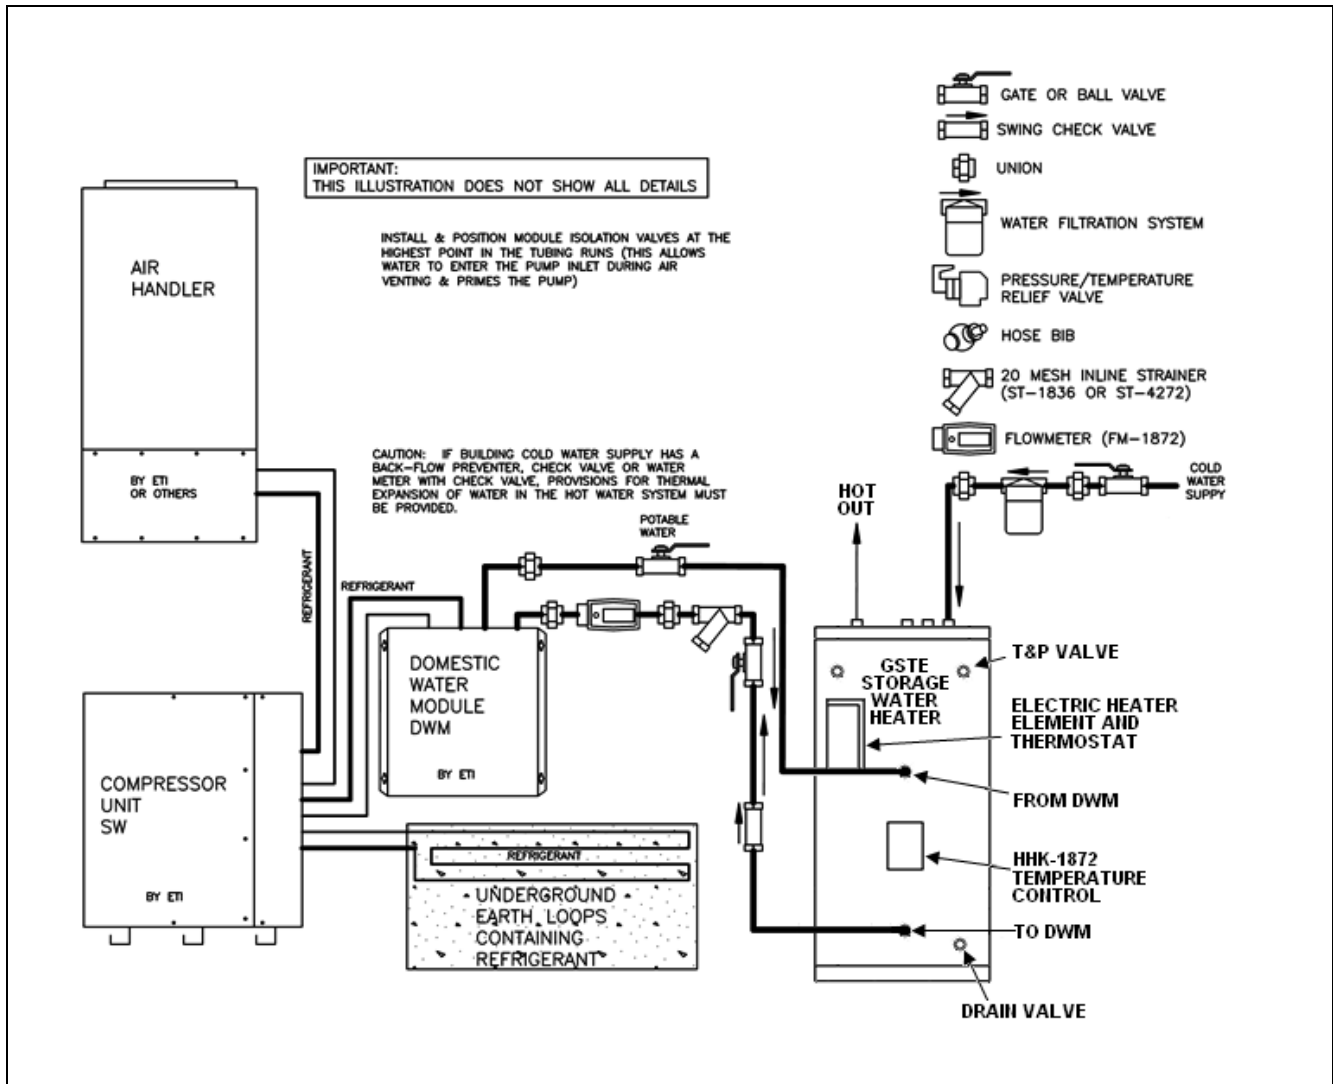 GATE OR BALL VALVE
SWING CHECK VALVE
UNION
WATER FILTRATION SYSTEM
PRESSURE/TEMPERATURE
RELIEF VALVE
HOSE BIB
20 MESH INLINE STRAINER
(ST-1836 OR ST-4272)
FLOWMETER (FM-1872)
IMPORTANT:
THIS ILLUSTRATION DOES NOT SHOW ALL DETAILS
INSTALL & POSITION MODULE ISOLATION VALVES AT THE
HIGHEST POINT IN THE TUBING RUNS (THIS ALLOWS
WATER TO ENTER THE PUMP INLET DURING AIR
VENTING & PRIMES THE PUMP)
AIR
HANDLER
BY ETI
OR OTHERS
CAUTION: IF BUILDING COLD WATER SUPPLY HAS A
BACK-FLOW PREVENTER, CHECK VALVE OR WATER
METER WITH CHECK VALVE, PROVISIONS FOR THERMAL
EXPANSION OF WATER IN THE HOT WATER SYSTEM MUST
BE PROVIDED.
POTABLE
WATER
HOT
OUT
COLD
WATER
SUPPY
REFRIGERANT
REFRIGERANT
DOMESTIC
WATER
MODULE
DWM
BY ETI
COMPRESSOR
UNIT
SW
BY ETI
REFRIGERANT
UNDERGROUND
EARTH LOOPS
CONTAINING
REFRIGERANT
GSTE
STORAGE
WATER
HEATER
T&P VALVE
ELECTRIC HEATER
ELEMENT AND
THERMOSTAT
FROM DWM
HHK-1872
TEMPERATURE
CONTROL
TO DWM
DRAIN VALVE